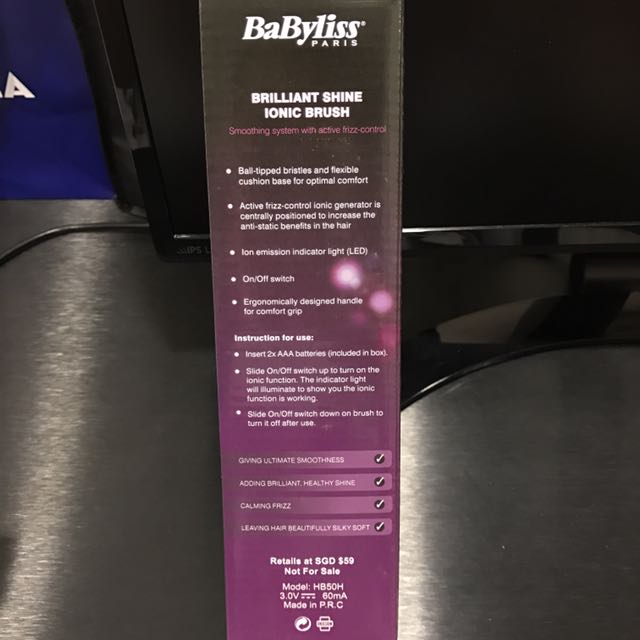 BaByliss
PARIS
BRILLIANT SHINE
IONIC BRUSH
Smoothing system with active frizz-control
• Ball-tipped bristles and flexible
cushion base for optimal comfort
• Active frizz-control ionic generator is
centrally positioned to increase the
anti-static benefits in the hair
• Ion emission indicator light (LED)
• On/Off switch
• Ergonomically designed handle
for comfort grip
Instruction for use:
• Insert 2x AAA batteries (included in box).
• Slide On/Off switch up to turn on the
ionic function. The indicator light
will illuminate to show you the ionic
function is working.
• Slide On/Off switch down on brush to
turn it off after use.
GIVING ULTIMATE SMOOTHNESS
ADDING BRILLIANT, HEALTHY SHINE
CALMING FRIZZ
LEAVING HAIR BEAUTIFULLY SILKY SOFT
Retails at SGD $59
Not For Sale
Model: HB50H
3.0V 60mA
Made in P.R.C